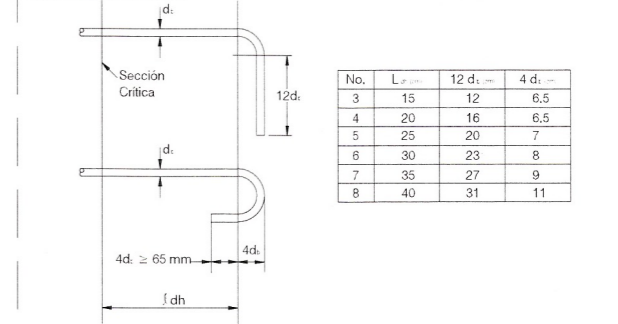 d
Sección
Crítica
12d
d
4d
4d ≥ 65 mm
dh
No. L 12 d 4 d
3 15 12 6.5
4 20 16 6.5
5 25 20 7
6 30 23 8
7 35 27 9
8 40 31 11